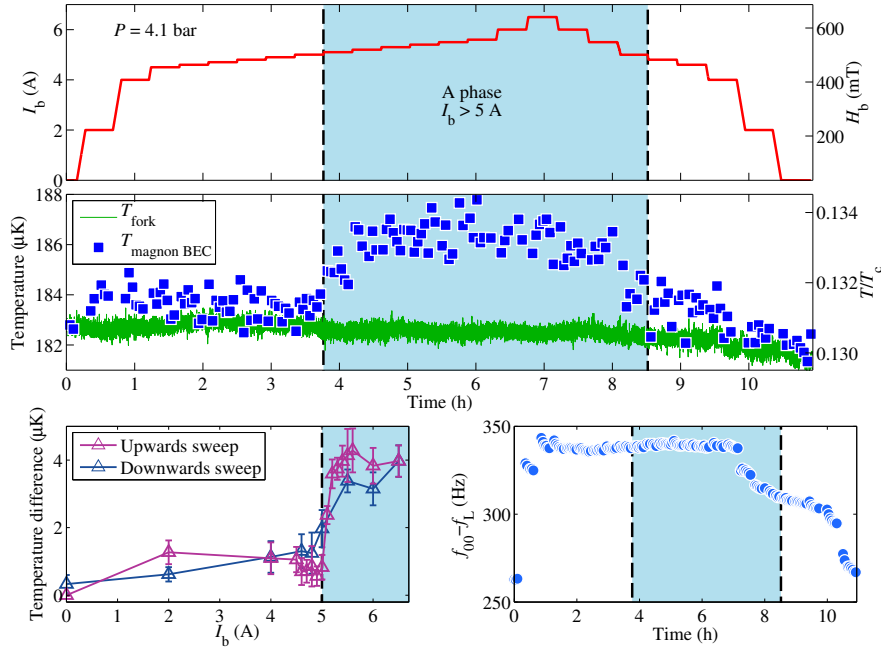 P = 4.1 bar
A phase
I_b > 5 A
I_b (A)
H_b (mT)
6
4
2
0
600
400
200
T_fork
T_magnon BEC
Temperature (μK)
T/T_c
188
186
184
182
0.134
0.132
0.130
0 1 2 3 4 5 6 7 8 9 10
Time (h)
Upwards sweep
Downwards sweep
Temperature difference (μK)
4
2
0
0 2 4 5 6
I_b (A)
f_00−f_L
(Hz)
350
300
250
0 2 4 6 8 10
Time (h)